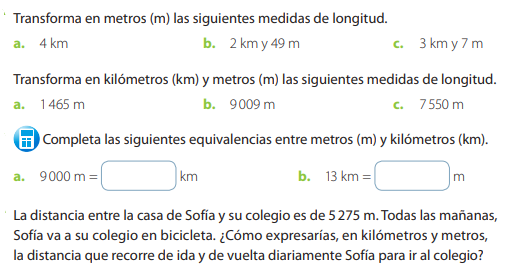 Transforma en metros (m) las siguientes medidas de longitud.
a. 4 km b. 2 km y 49 m c. 3 km y 7 m
Transforma en kilómetros (km) y metros (m) las siguientes medidas de longitud.
a. 1 465 m b. 9 009 m c. 7 550 m
Completa las siguientes equivalencias entre metros (m) y kilómetros (km).
a. 9 000 m = km b. 13 km = m
La distancia entre la casa de Sofía y su colegio es de 5 275 m. Todas las mañanas,
Sofía va a su colegio en bicicleta. ¿Cómo expresarías, en kilómetros y metros,
la distancia que recorre de ida y de vuelta diariamente Sofía para ir al colegio?